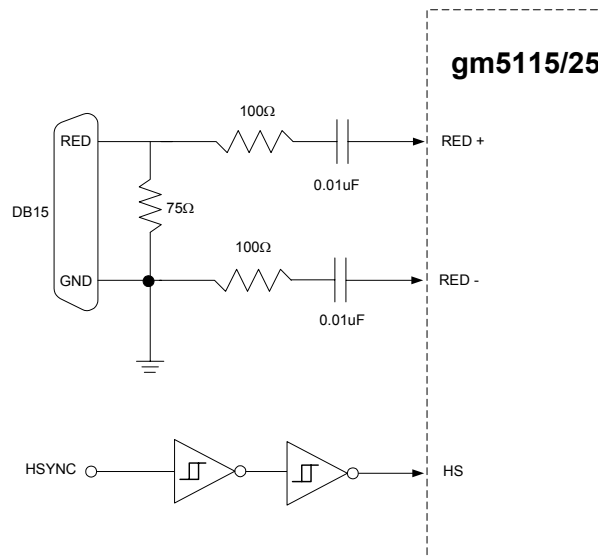 gm5115/25
100Ω
RED
RED +
0.01uF
DB15
75Ω
100Ω
GND
RED -
0.01uF
HSYNC
HS